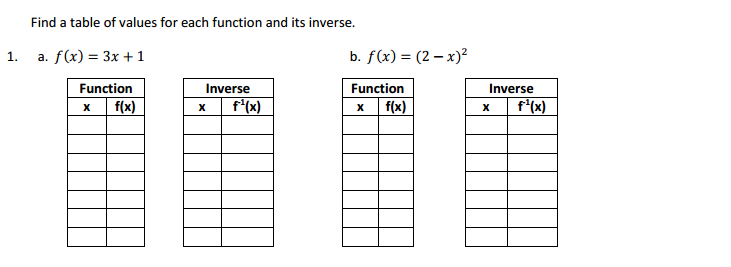 Find a table of values for each function and its inverse.
1. a. f(x) = 3x + 1 b. f(x) = (2 − x)²
Function Inverse Function Inverse
x f(x) x f⁻¹(x) x f(x) x f⁻¹(x)